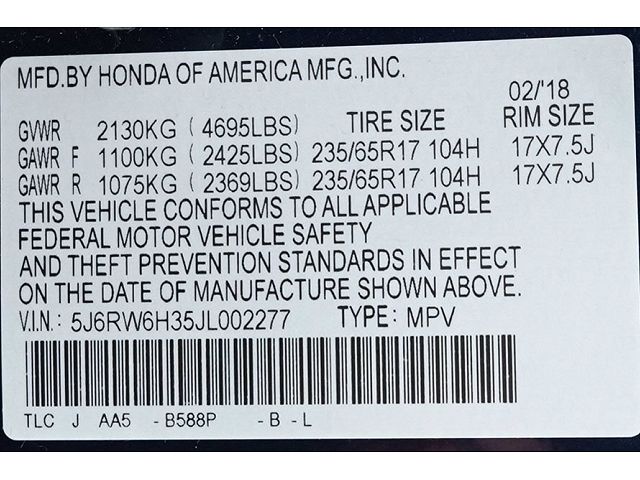 MFD.BY HONDA OF AMERICA MFG.,INC.
02/'18
GVWR 2130KG ( 4695LBS) TIRE SIZE RIM SIZE
GAWR F 1100KG ( 2425LBS) 235/65R17 104H 17X7.5J
GAWR R 1075KG ( 2369LBS) 235/65R17 104H 17X7.5J
THIS VEHICLE CONFORMS TO ALL APPLICABLE
FEDERAL MOTOR VEHICLE SAFETY
AND THEFT PREVENTION STANDARDS IN EFFECT
ON THE DATE OF MANUFACTURE SHOWN ABOVE.
V.I.N.: 5J6RW6H35JL002277 TYPE: MPV
TLC J AA5 - B588P - B - L